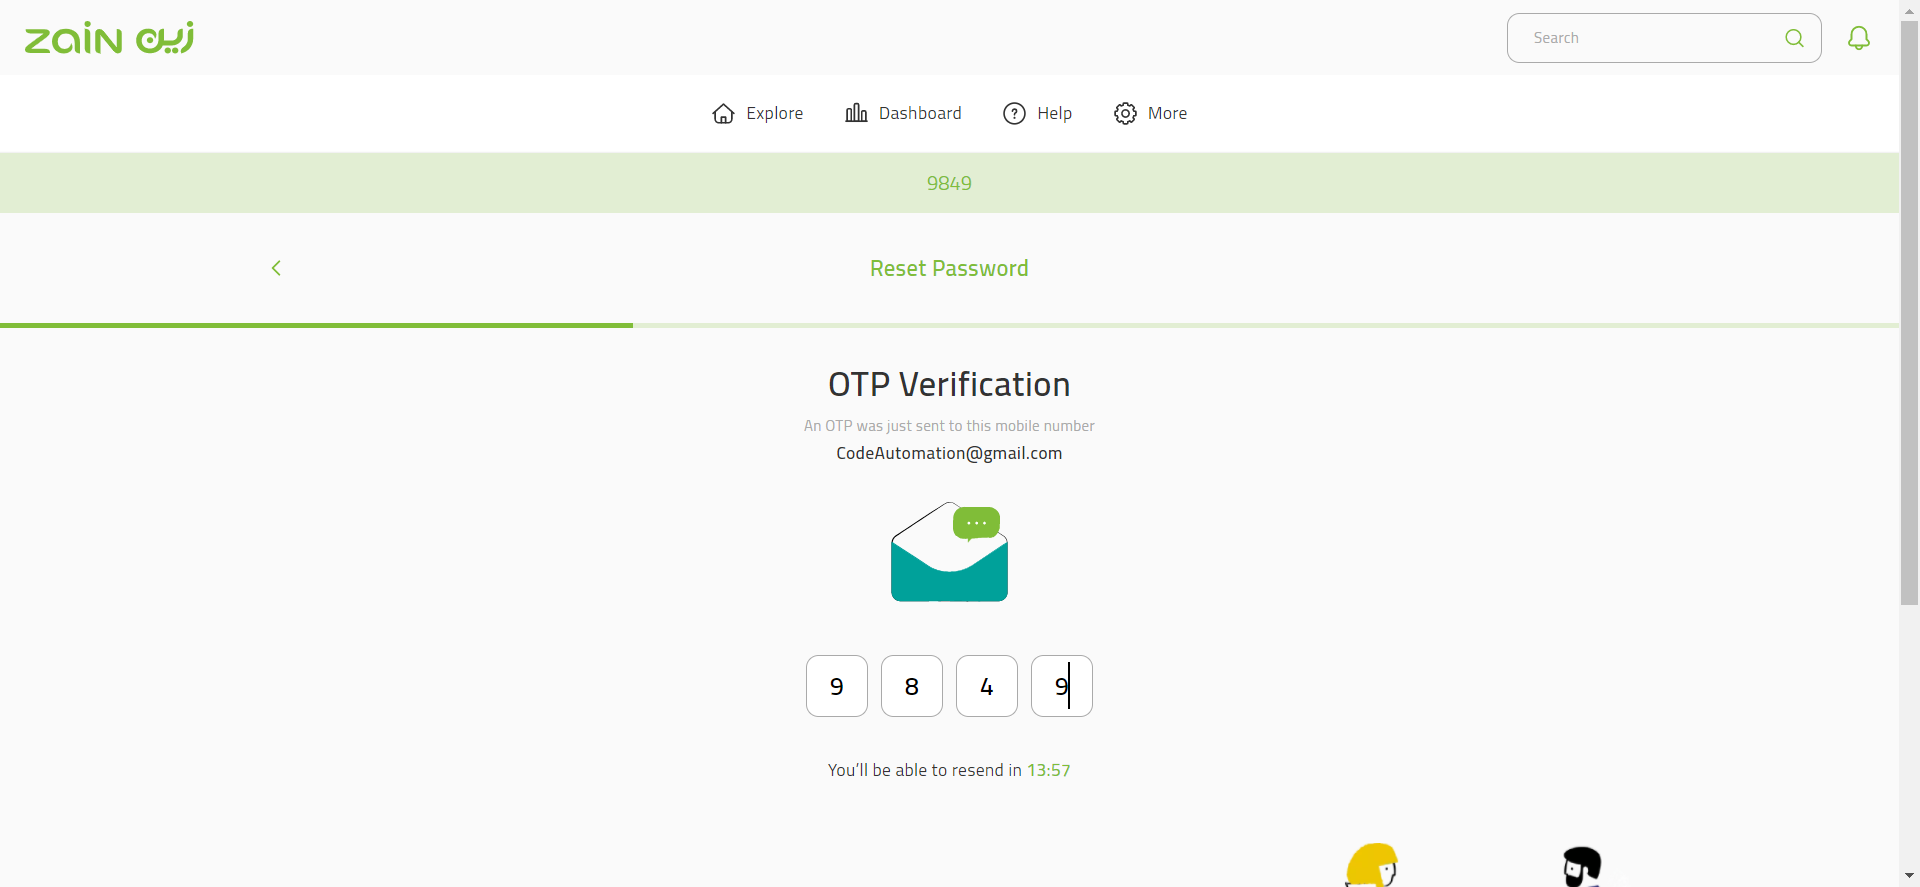 zain زين
Search
Explore Dashboard Help More
9849
Reset Password
OTP Verification
An OTP was just sent to this mobile number
CodeAutomation@gmail.com
9 8 4 9
You'll be able to resend in 13:57